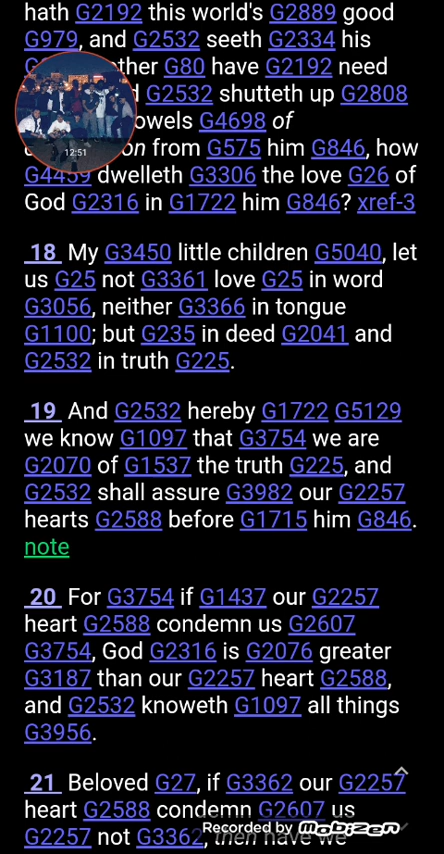 hath G2192 this world's G2889 good
G979, and G2532 seeth G2334 his
ther G80 have G2192 need
G2532 shutteth up G2808
owels G4698 of
on from G575 him G846, how
G4459 dwelleth G3306 the love G26 of
God G2316 in G1722 him G846? xref-3
12:51
18 My G3450 little children G5040, let
us G25 not G3361 love G25 in word
G3056, neither G3366 in tongue
G1100; but G235 in deed G2041 and
G2532 in truth G225.
19 And G2532 hereby G1722 G5129
we know G1097 that G3754 we are
G2070 of G1537 the truth G225, and
G2532 shall assure G3982 our G2257
hearts G2588 before G1715 him G846.
note
20 For G3754 if G1437 our G2257
heart G2588 condemn us G2607
G3754, God G2316 is G2076 greater
G3187 than our G2257 heart G2588,
and G2532 knoweth G1097 all things
G3956.
21 Beloved G27, if G3362 our G2257
heart G2588 condemn G2607 us
G2257 not G3362, then have we
Recorded by Mobizen